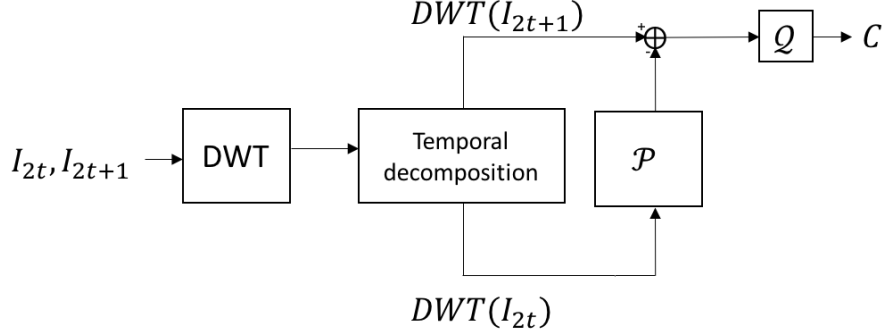 DWT(I_{2t+1})
+
-
Q
C
I_{2t}, I_{2t+1}
DWT
Temporal
decomposition
P
DWT(I_{2t})